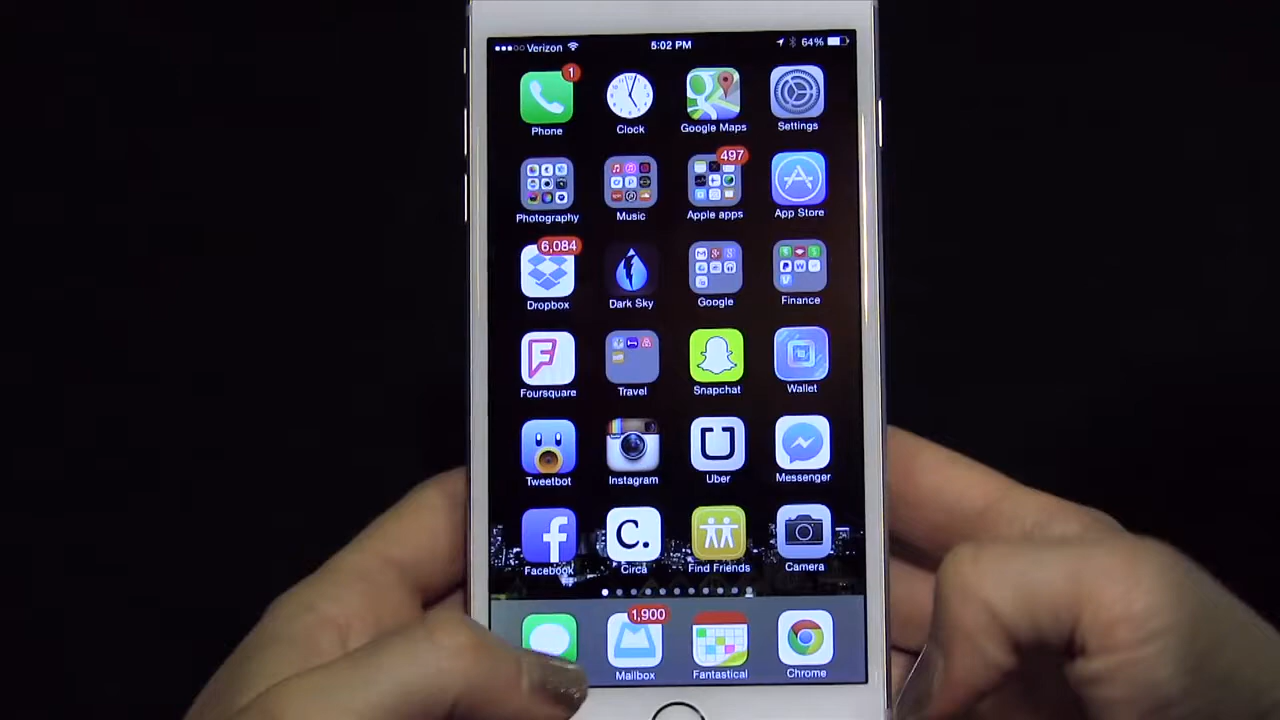 Verizon 5:02 PM 64%
1
Phone Clock Google Maps Settings
497
Photography Music Apple apps App Store
6,084
Dropbox Dark Sky Google Finance
Foursquare Travel Snapchat Wallet
Tweetbot Instagram Uber Messenger
C.
Facebook Circa Find Friends Camera
1,900
Mailbox Fantastical Chrome